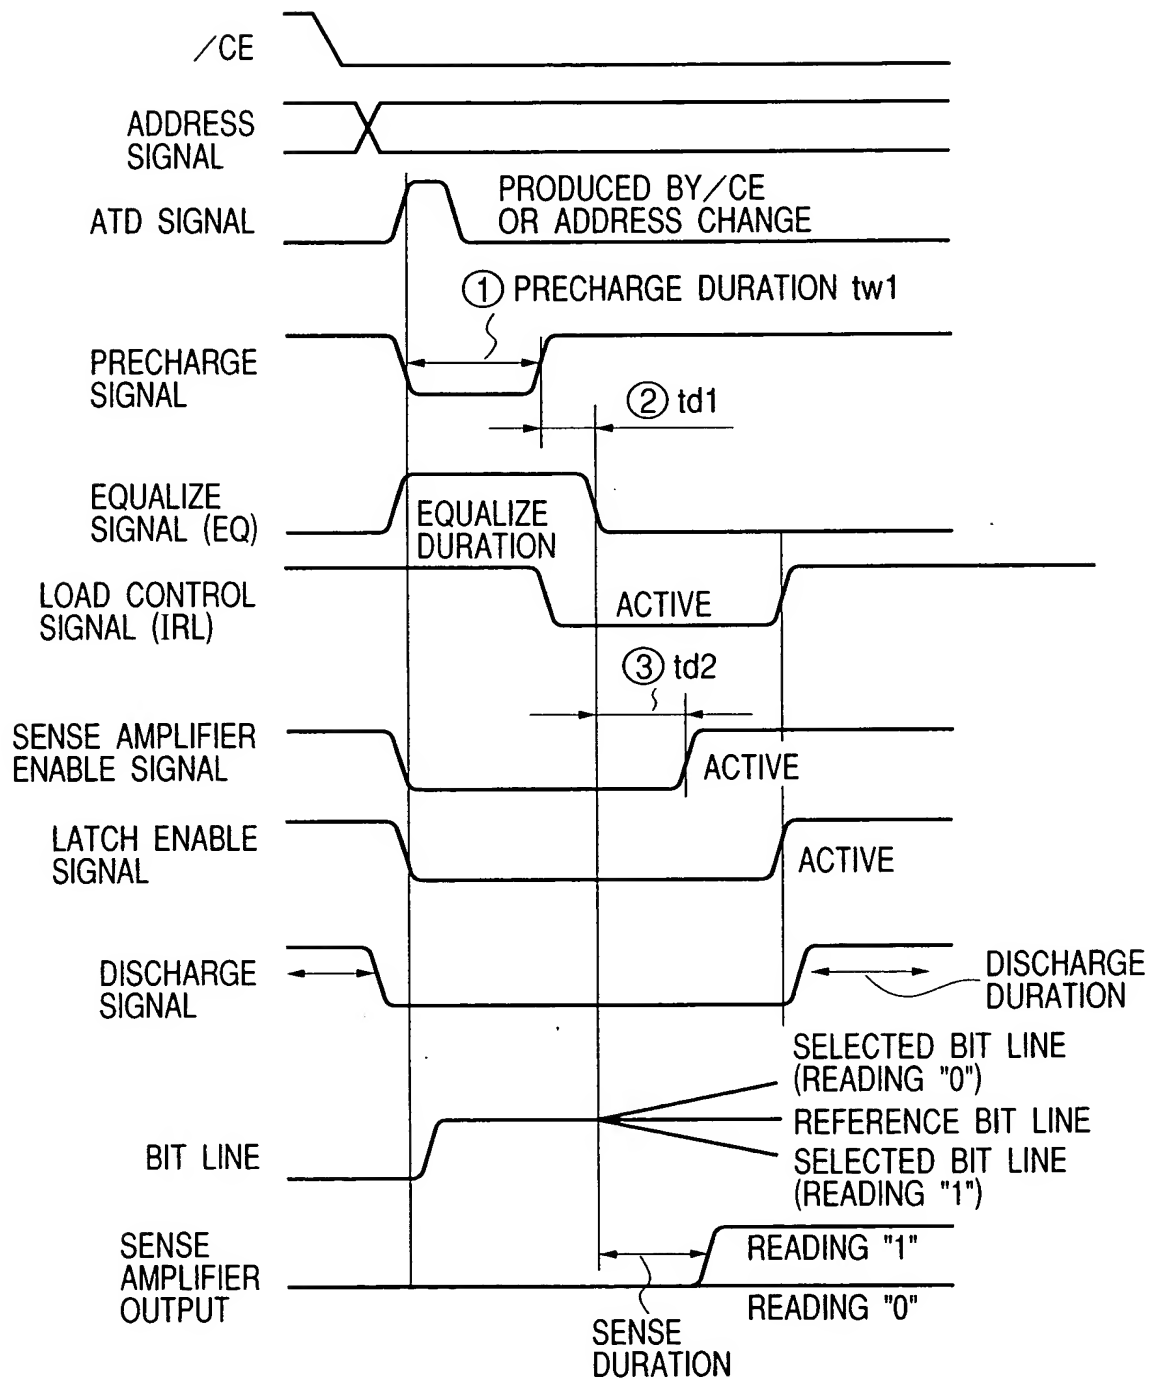 /CE
ADDRESS
SIGNAL
ATD SIGNAL
PRODUCED BY/CE
OR ADDRESS CHANGE
① PRECHARGE DURATION tw1
PRECHARGE
SIGNAL
② td1
EQUALIZE
SIGNAL (EQ)
EQUALIZE
DURATION
LOAD CONTROL
SIGNAL (IRL)
ACTIVE
③ td2
SENSE AMPLIFIER
ENABLE SIGNAL
ACTIVE
LATCH ENABLE
SIGNAL
ACTIVE
DISCHARGE
SIGNAL
DISCHARGE
DURATION
SELECTED BIT LINE
(READING "0")
REFERENCE BIT LINE
BIT LINE
SELECTED BIT LINE
(READING "1")
SENSE
AMPLIFIER
OUTPUT
READING "1"
READING "0"
SENSE
DURATION